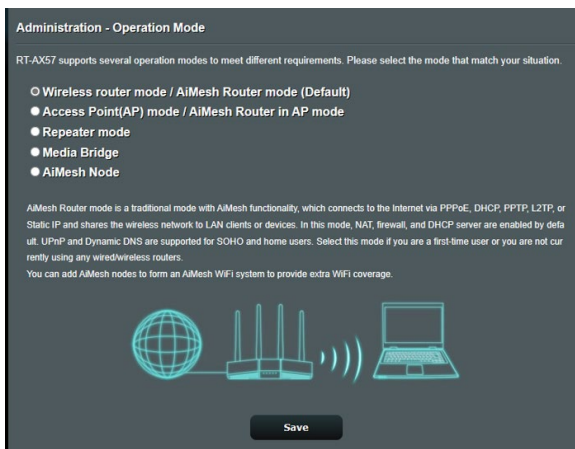 Administration - Operation Mode
RT-AX57 supports several operation modes to meet different requirements. Please select the mode that match your situation.
Wireless router mode / AiMesh Router mode (Default)
Access Point(AP) mode / AiMesh Router in AP mode
Repeater mode
Media Bridge
AiMesh Node
AiMesh Router mode is a traditional mode with AiMesh functionality, which connects to the Internet via PPPoE, DHCP, PPTP, L2TP, or
Static IP and shares the wireless network to LAN clients or devices. In this mode, NAT, firewall, and DHCP server are enabled by defa
ult. UPnP and Dynamic DNS are supported for SOHO and home users. Select this mode if you are a first-time user or you are not cur
rently using any wired/wireless routers.
You can add AiMesh nodes to form an AiMesh WiFi system to provide extra WiFi coverage.
Save